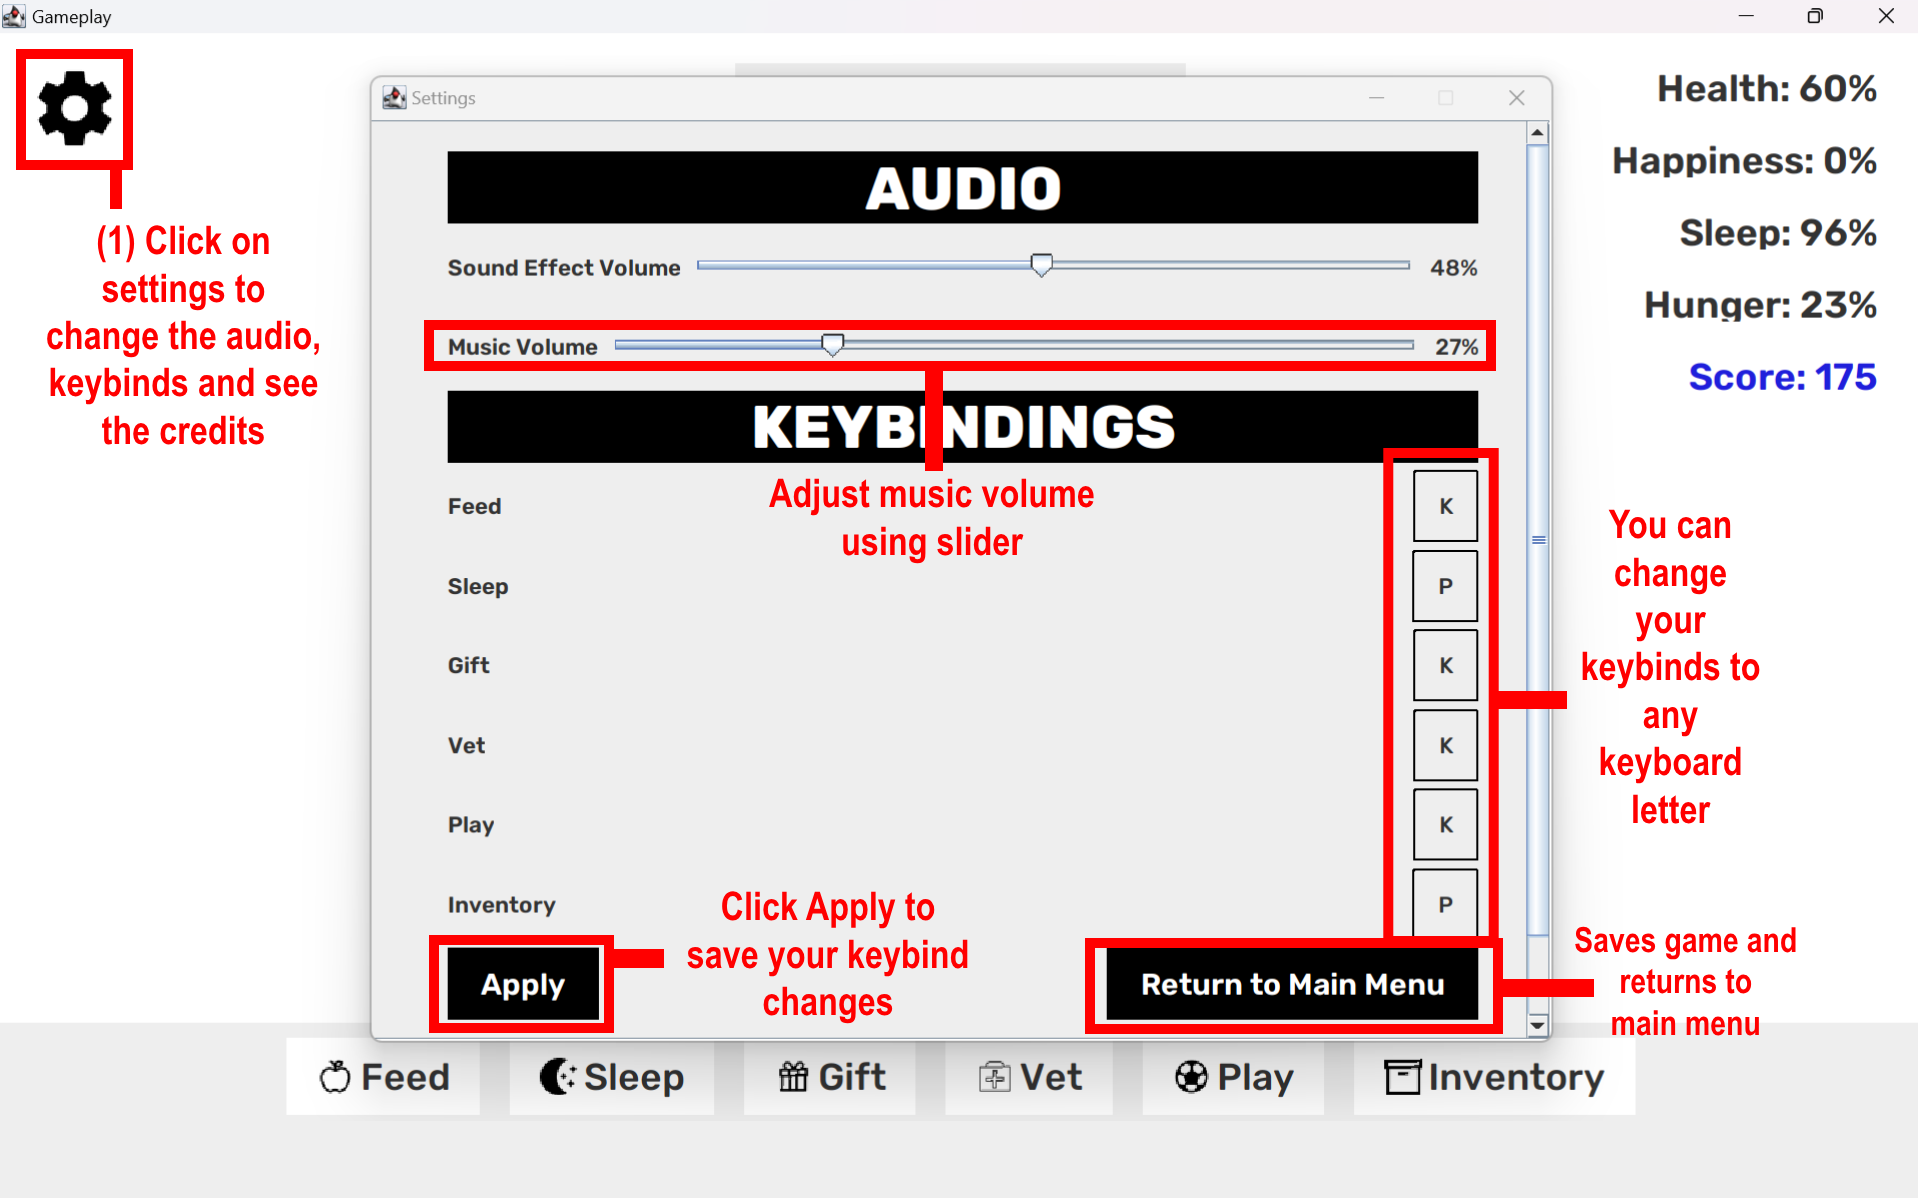 Gameplay
Settings
Health: 60%
Happiness: 0%
Sleep: 96%
Hunger: 23%
Score: 175
(1) Click on
settings to
change the audio,
keybinds and see
the credits
AUDIO
Sound Effect Volume 48%
Music Volume 27%
KEYBINDINGS
Adjust music volume
using slider
Feed K
Sleep P
Gift K
Vet K
Play K
Inventory P
You can
change
your
keybinds to
any
keyboard
letter
Click Apply to
save your keybind
changes
Apply
Return to Main Menu
Saves game and
returns to
main menu
Feed Sleep Gift Vet Play Inventory